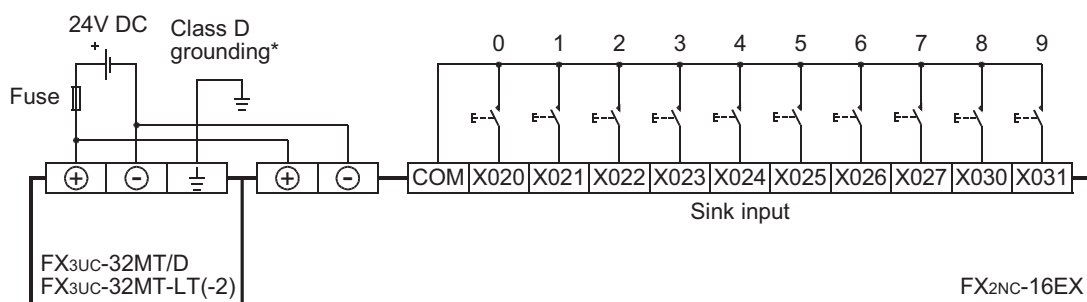 24V DC
+
Class D
grounding*
Fuse
0 1 2 3 4 5 6 7 8 9
+ - + -
COM X020 X021 X022 X023 X024 X025 X026 X027 X030 X031
Sink input
FX3UC-32MT/D
FX3UC-32MT-LT(-2)
FX2NC-16EX